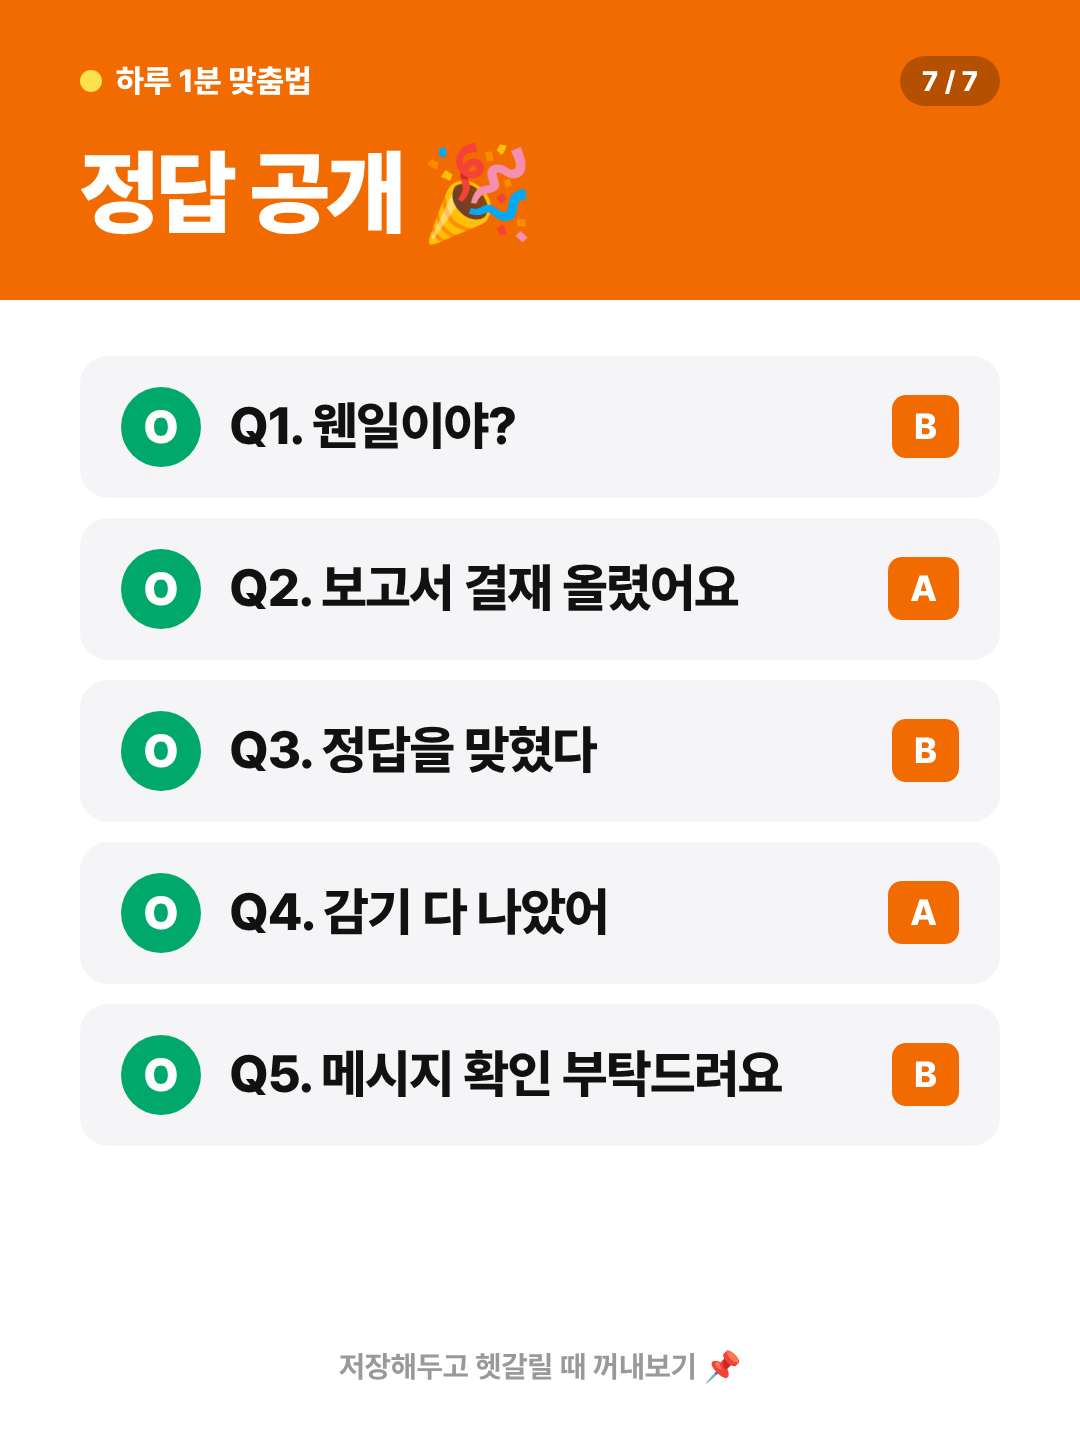 하루 1분 맞춤법
7 / 7
정답 공개 🎉
O Q1. 웬일이야? B
O Q2. 보고서 결재 올렸어요 A
O Q3. 정답을 맞혔다 B
O Q4. 감기 다 나았어 A
O Q5. 메시지 확인 부탁드려요 B
저장해두고 헷갈릴 때 꺼내보기 📌